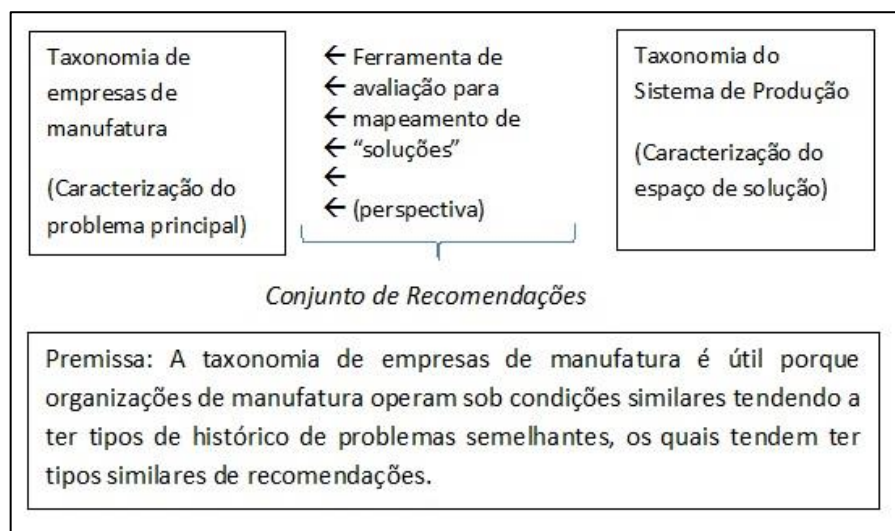 Taxonomia de
empresas de
manufatura
(Caracterização do
problema principal)
← Ferramenta de
← avaliação para
← mapeamento de
← “soluções”
←
← (perspectiva)
Taxonomia do
Sistema de Produção
(Caracterização do
espaço de solução)
Conjunto de Recomendações
Premissa: A taxonomia de empresas de manufatura é útil porque
organizações de manufatura operam sob condições similares tendendo a
ter tipos de histórico de problemas semelhantes, os quais tendem ter
tipos similares de recomendações.